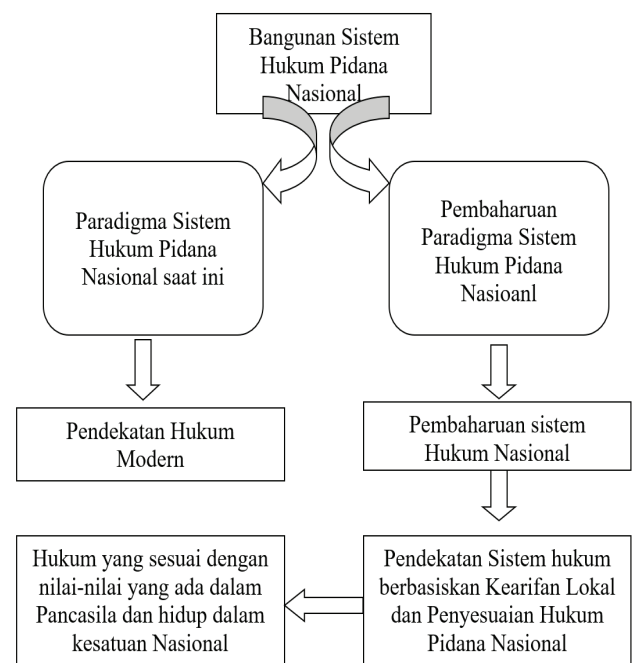 Bangunan Sistem
Hukum Pidana
Nasional
Paradigma Sistem
Hukum Pidana
Nasional saat ini
Pembaharuan
Paradigma Sistem
Hukum Pidana
Nasioanl
Pendekatan Hukum
Modern
Pembaharuan sistem
Hukum Nasional
Hukum yang sesuai dengan
nilai-nilai yang ada dalam
Pancasila dan hidup dalam
kesatuan Nasional
Pendekatan Sistem hukum
berbasiskan Kearifan Lokal
dan Penyesuaian Hukum
Pidana Nasional